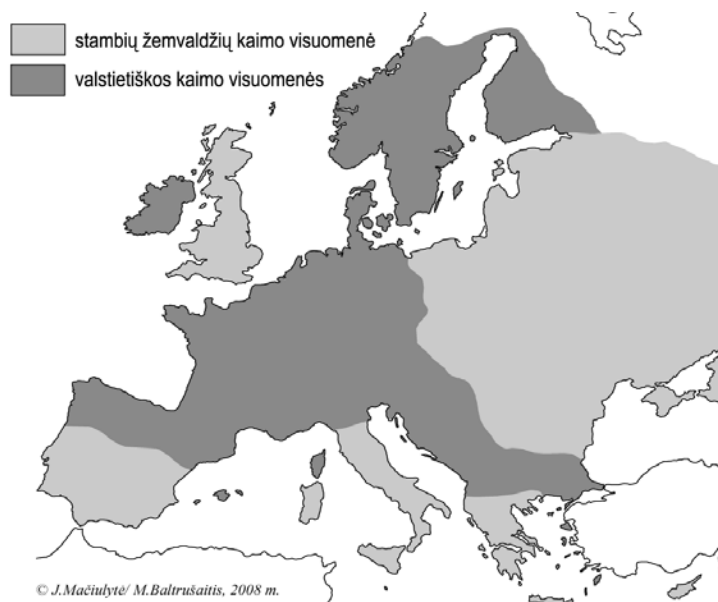 stambių žemvaldžių kaimo visuomenė
valstietiškos kaimo visuomenės
© J.Mačiulytė/ M.Baltrušaitis, 2008 m.